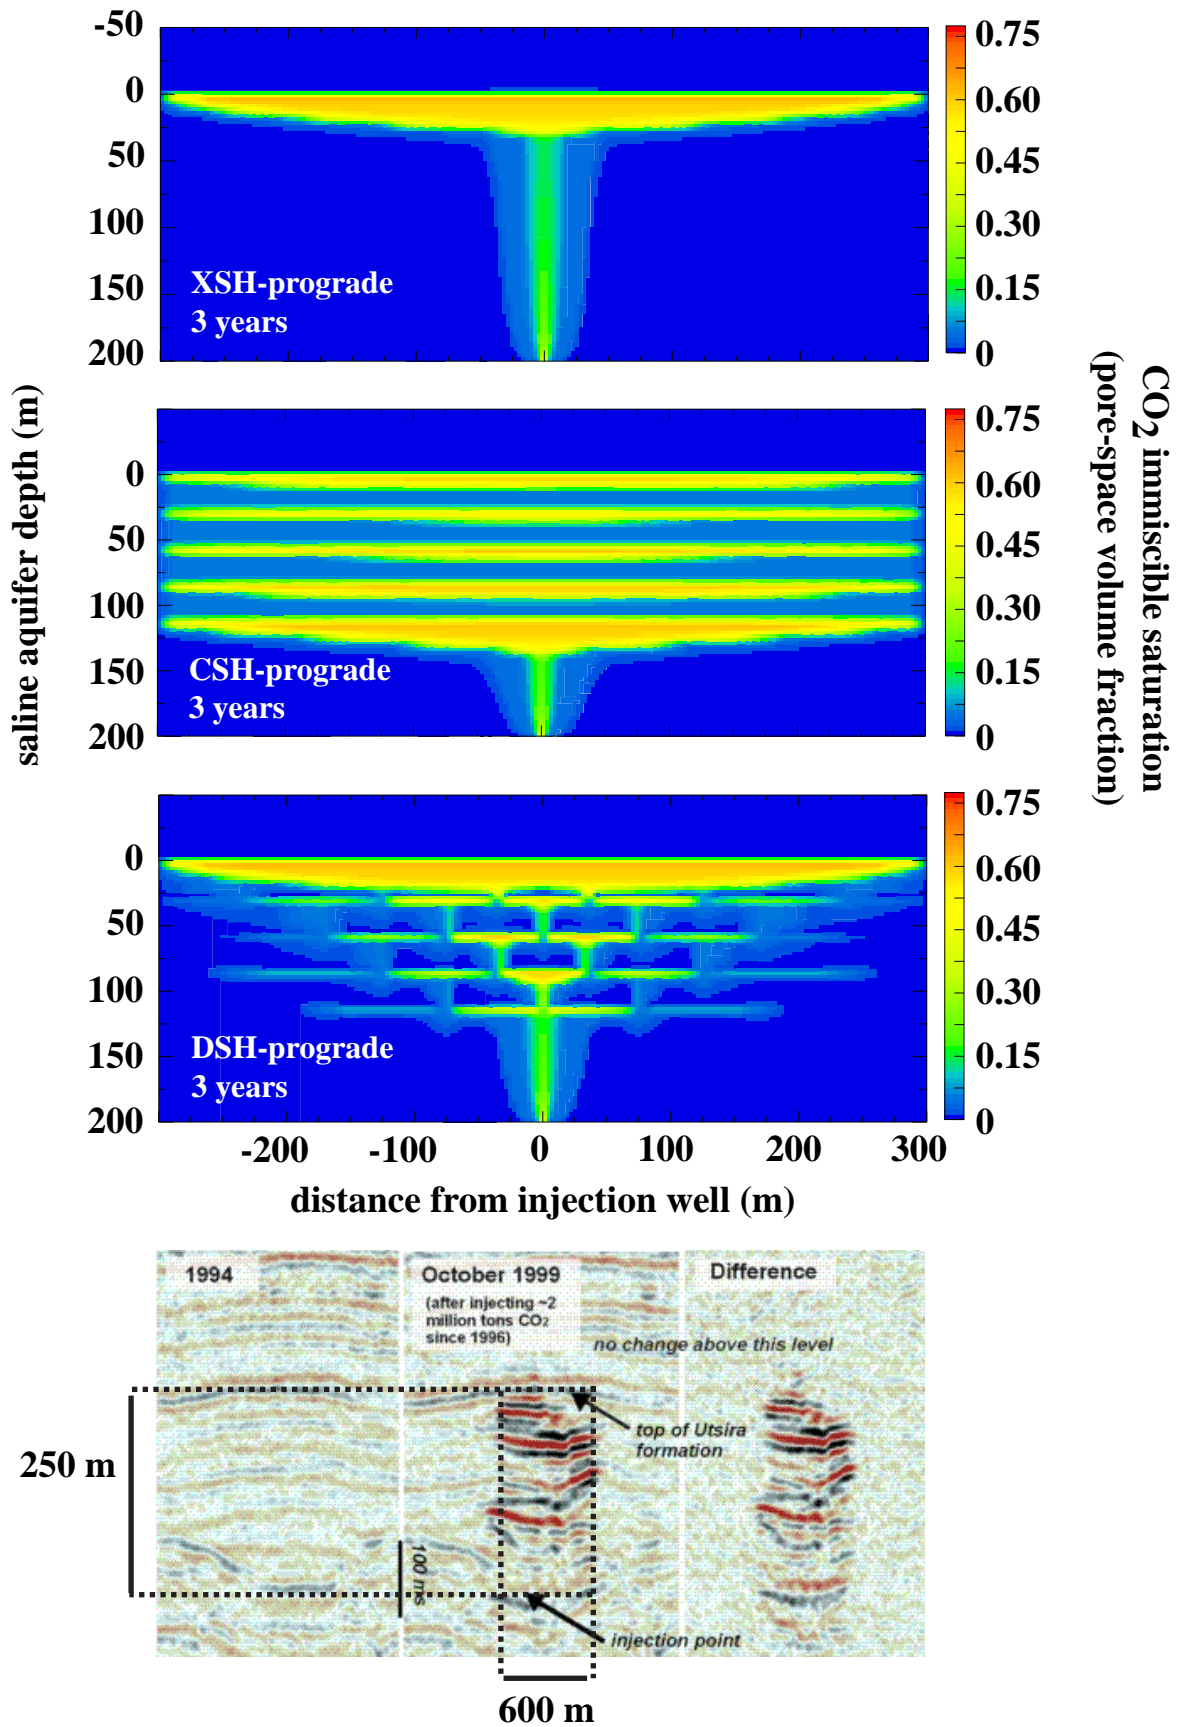 -50
0
50
100
150
200
XSH-prograde
3 years
0.75
0.60
0.45
0.30
0.15
0
0
50
100
150
200
CSH-prograde
3 years
0.75
0.60
0.45
0.30
0.15
0
saline aquifer depth (m)
CO2 immiscible saturation
(pore-space volume fraction)
0
50
100
150
200
DSH-prograde
3 years
0.75
0.60
0.45
0.30
0.15
0
-200
-100
0
100
200
300
distance from injection well (m)
1994
October 1999
(after injecting ~2
million tons CO2
since 1996)
Difference
no change above this level
top of Utsira
formation
250 m
100 ms
injection point
600 m